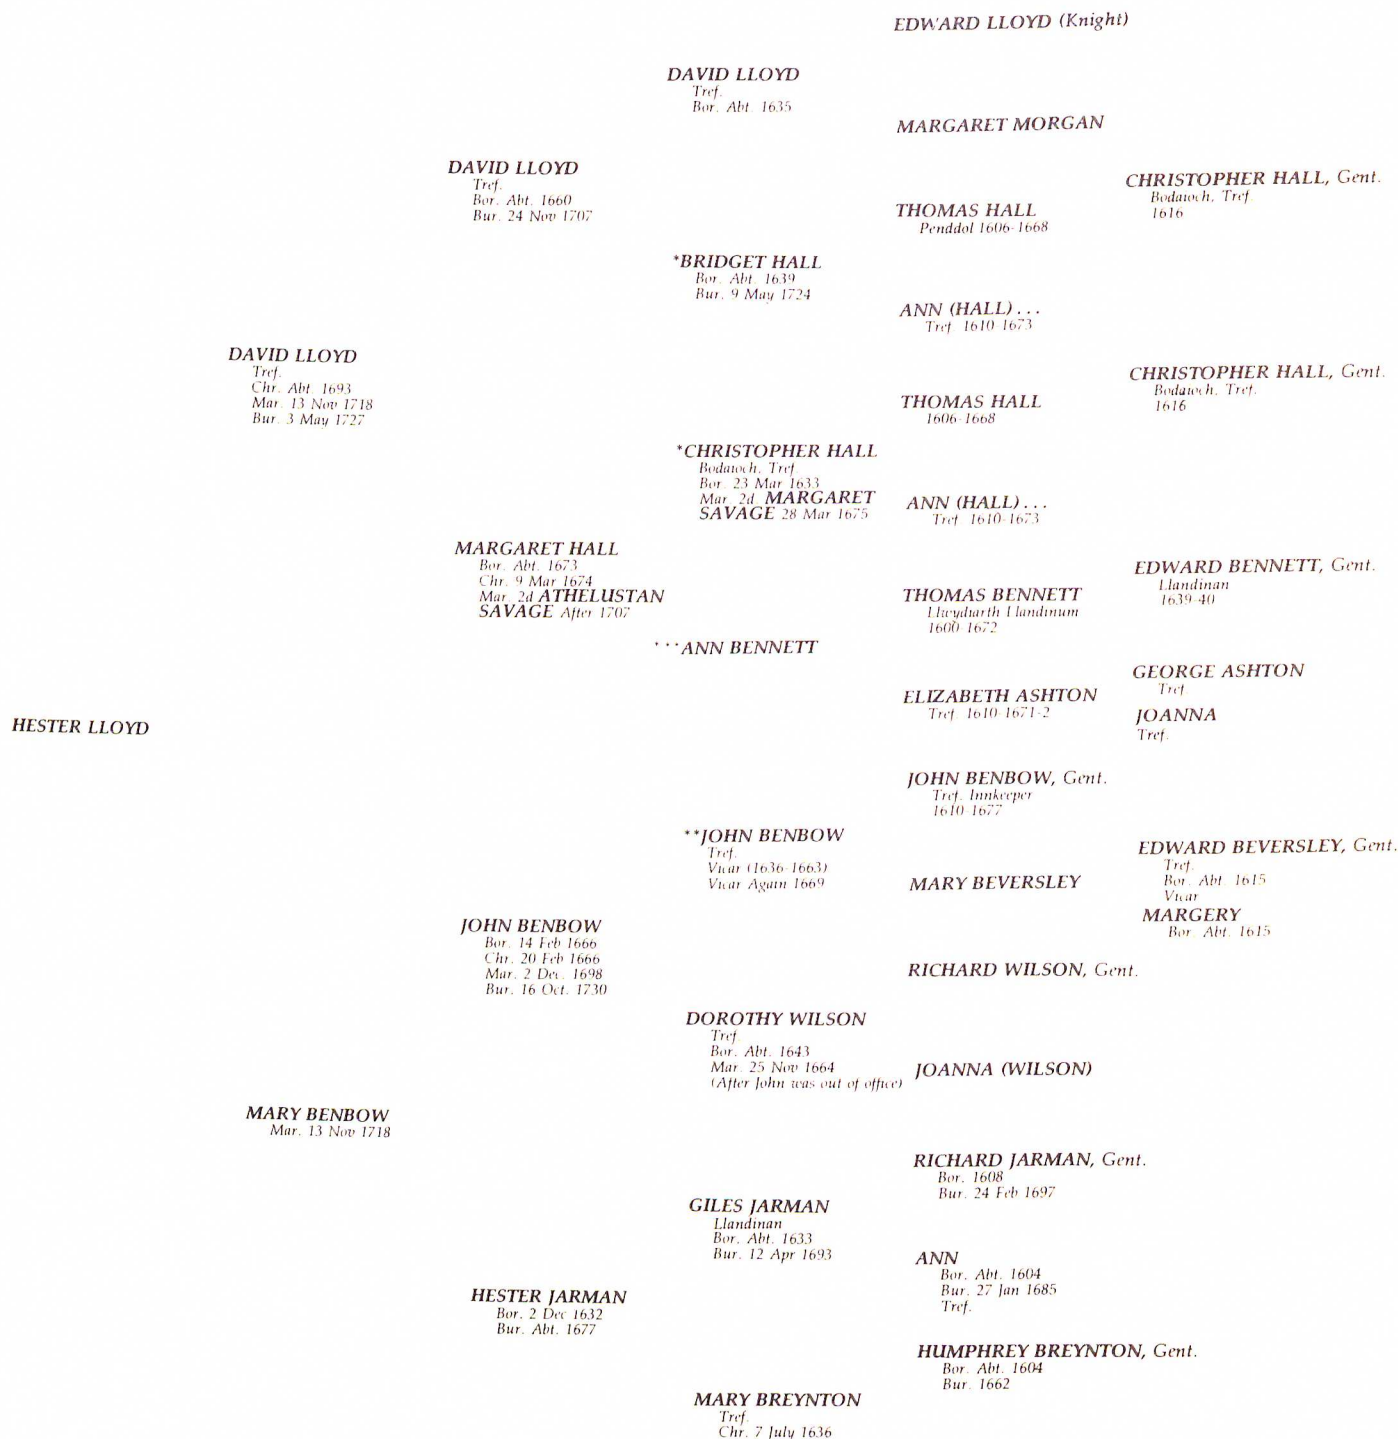 EDWARD LLOYD (Knight)
DAVID LLOYD
Tref.
Bor. Abt. 1635
MARGARET MORGAN
DAVID LLOYD
Tref.
Bor. Abt. 1660
Bur. 24 Nov 1707
CHRISTOPHER HALL, Gent.
Bodaioch, Tref.
1616
THOMAS HALL
Penddol 1606-1668
*BRIDGET HALL
Bor. Abt. 1639
Bur. 9 May 1724
ANN (HALL) . . .
Tref. 1610-1673
DAVID LLOYD
Tref.
Chr. Abt. 1693
Mar. 13 Nov 1718
Bur. 3 May 1727
CHRISTOPHER HALL, Gent.
Bodaioch, Tref.
1616
THOMAS HALL
1606-1668
*CHRISTOPHER HALL
Bodaioch, Tref.
Bor. 23 Mar 1633
Mar. 2d MARGARET
SAVAGE 28 Mar 1675
ANN (HALL) . . .
Tref. 1610-1673
MARGARET HALL
Bor. Abt. 1673
Chr. 9 Mar 1674
Mar. 2d ATHELUSTAN
SAVAGE After 1707
EDWARD BENNETT, Gent.
Llandinan
1639-40
THOMAS BENNETT
Llwydiarth Llandinum
1600-1672
***ANN BENNETT
GEORGE ASHTON
Tref.
ELIZABETH ASHTON
Tref. 1610-1671-2
JOANNA
Tref.
HESTER LLOYD
JOHN BENBOW, Gent.
Tref. Innkeeper
1610-1677
**JOHN BENBOW
Tref.
Vicar (1636-1663)
Vicar Again 1669
EDWARD BEVERSLEY, Gent.
Tref.
Bor. Abt. 1615
Vicar
MARY BEVERSLEY
MARGERY
Bor. Abt. 1615
JOHN BENBOW
Bor. 14 Feb 1666
Chr. 20 Feb 1666
Mar. 2 Dec. 1698
Bur. 16 Oct. 1730
RICHARD WILSON, Gent.
DOROTHY WILSON
Tref.
Bor. Abt. 1643
Mar. 25 Nov 1664
(After John was out of office)
JOANNA (WILSON)
MARY BENBOW
Mar. 13 Nov 1718
RICHARD JARMAN, Gent.
Bor. 1608
Bur. 24 Feb 1697
GILES JARMAN
Llandinan
Bor. Abt. 1633
Bur. 12 Apr 1693
ANN
Bor. Abt. 1604
Bur. 27 Jan 1685
Tref.
HESTER JARMAN
Bor. 2 Dec 1632
Bur. Abt. 1677
HUMPHREY BREYNTON, Gent.
Bor. Abt. 1604
Bur. 1662
MARY BREYNTON
Tref.
Chr. 7 July 1636